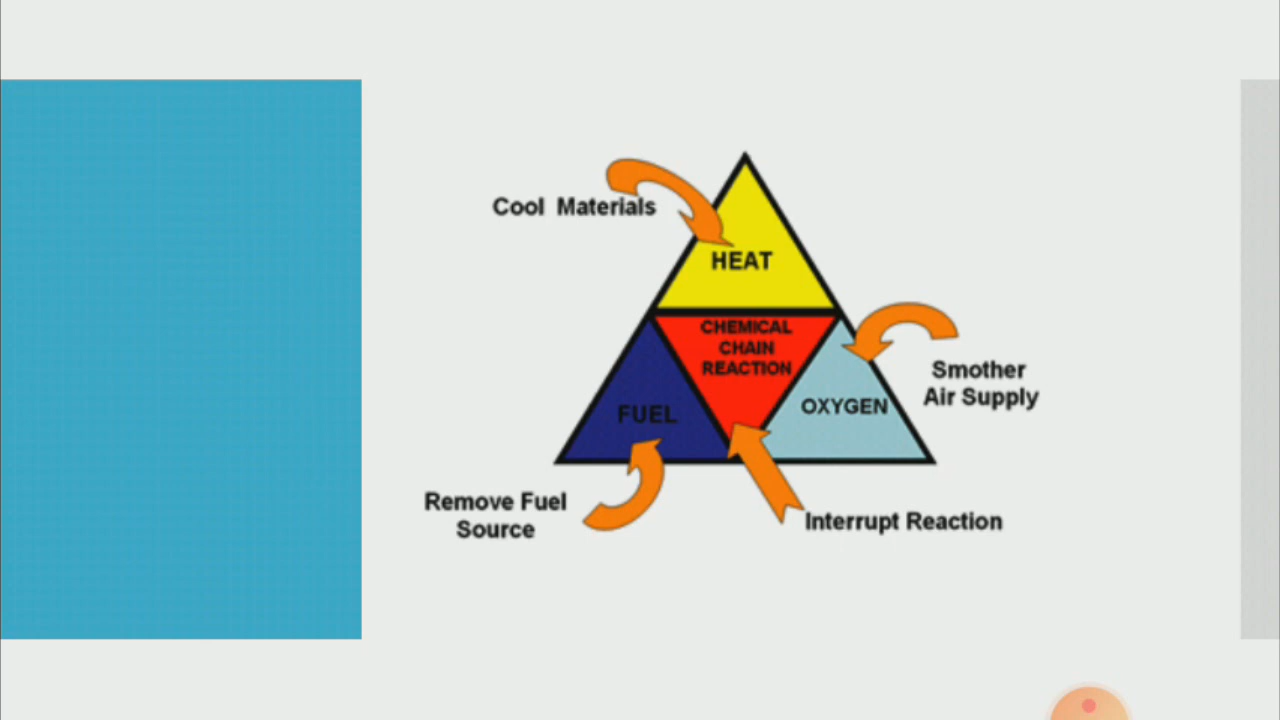 Cool Materials
HEAT
CHEMICAL
CHAIN
REACTION
FUEL
OXYGEN
Smother
Air Supply
Remove Fuel
Source
Interrupt Reaction